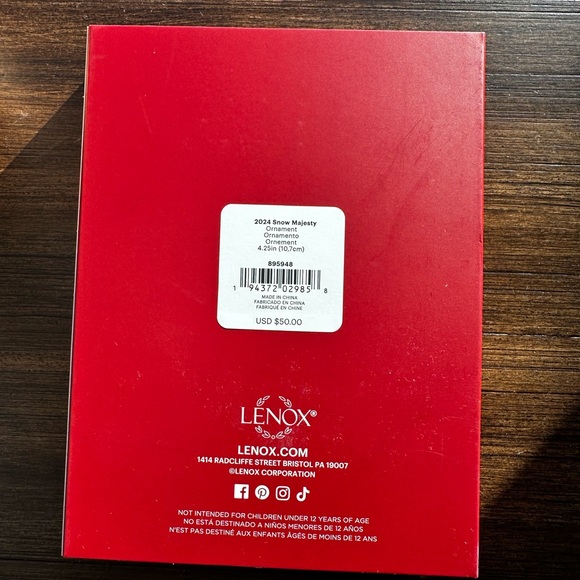 2024 Snow Majesty
Ornament
Ornamento
Ornement
4.25in (10,7cm)
895948
1 94372 02985 8
MADE IN CHINA
FABRICADO EN CHINA
FABRIQUÉ EN CHINE
USD $50.00
LENOX®
LENOX.COM
1414 RADCLIFFE STREET BRISTOL PA 19007
©LENOX CORPORATION
NOT INTENDED FOR CHILDREN UNDER 12 YEARS OF AGE
NO ESTÁ DESTINADO A NIÑOS MENORES DE 12 AÑOS
N'EST PAS DESTINÉ AUX ENFANTS ÂGÉS DE MOINS DE 12 ANS